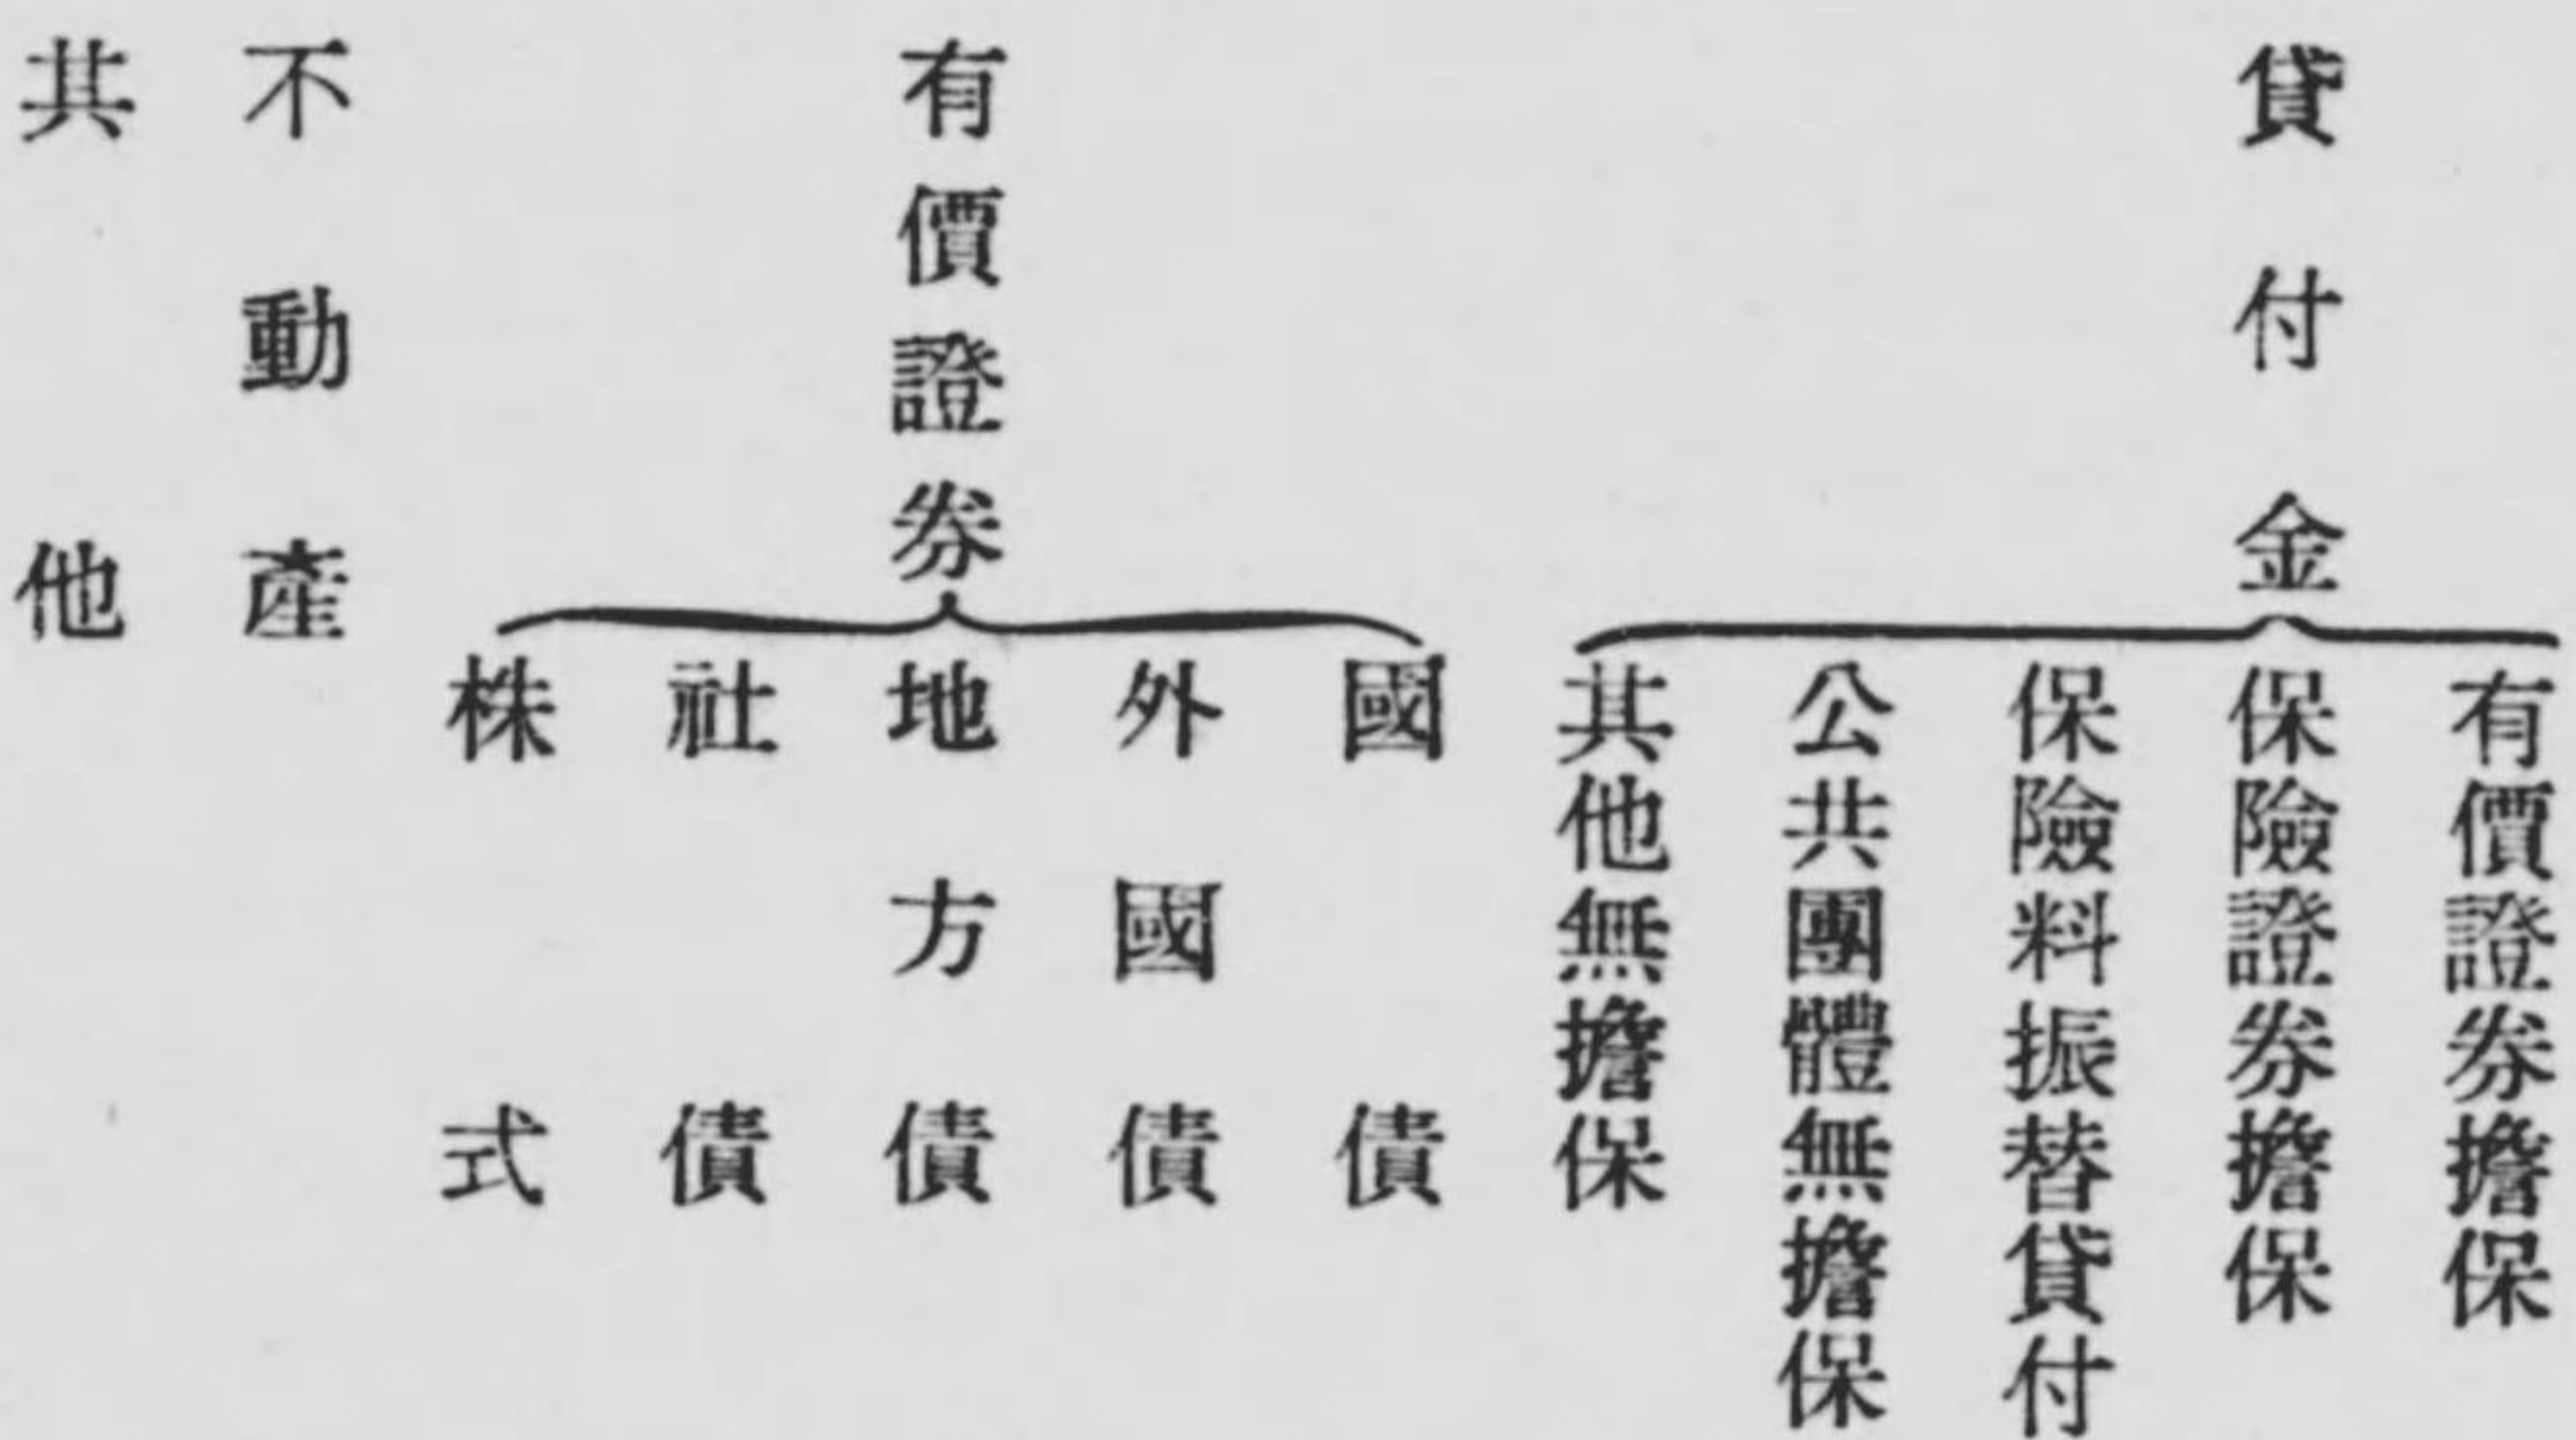 貸付金
有價證券擔保
保險證券擔保
保險料振替貸付
公共團體無擔保
其他無擔保
有價證券
國債
外國債
地方債
社債
株式
不動產
其他